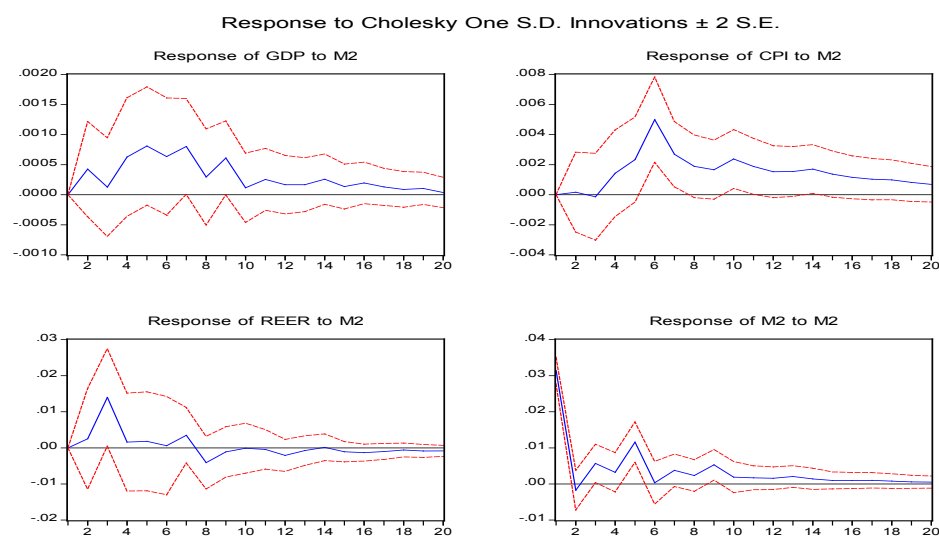 Response to Cholesky One S.D. Innovations ± 2 S.E.
Response of GDP to M2
.0020
.0015
.0010
.0005
.0000
-.0005
-.0010
2 4 6 8 10 12 14 16 18 20
Response of CPI to M2
.008
.006
.004
.002
.000
-.002
-.004
2 4 6 8 10 12 14 16 18 20
Response of REER to M2
.03
.02
.01
.00
-.01
-.02
2 4 6 8 10 12 14 16 18 20
Response of M2 to M2
.04
.03
.02
.01
.00
-.01
2 4 6 8 10 12 14 16 18 20